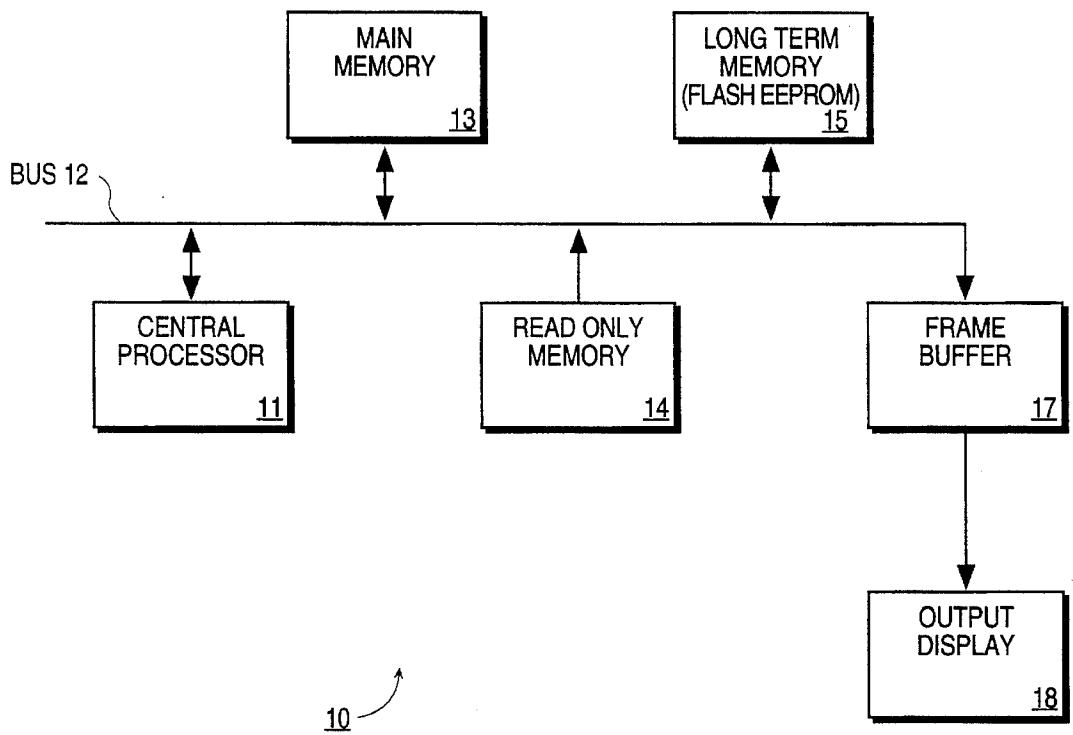 MAIN
MEMORY
13
LONG TERM
MEMORY
(FLASH EEPROM)
15
BUS 12
CENTRAL
PROCESSOR
11
READ ONLY
MEMORY
14
FRAME
BUFFER
17
OUTPUT
DISPLAY
18
10